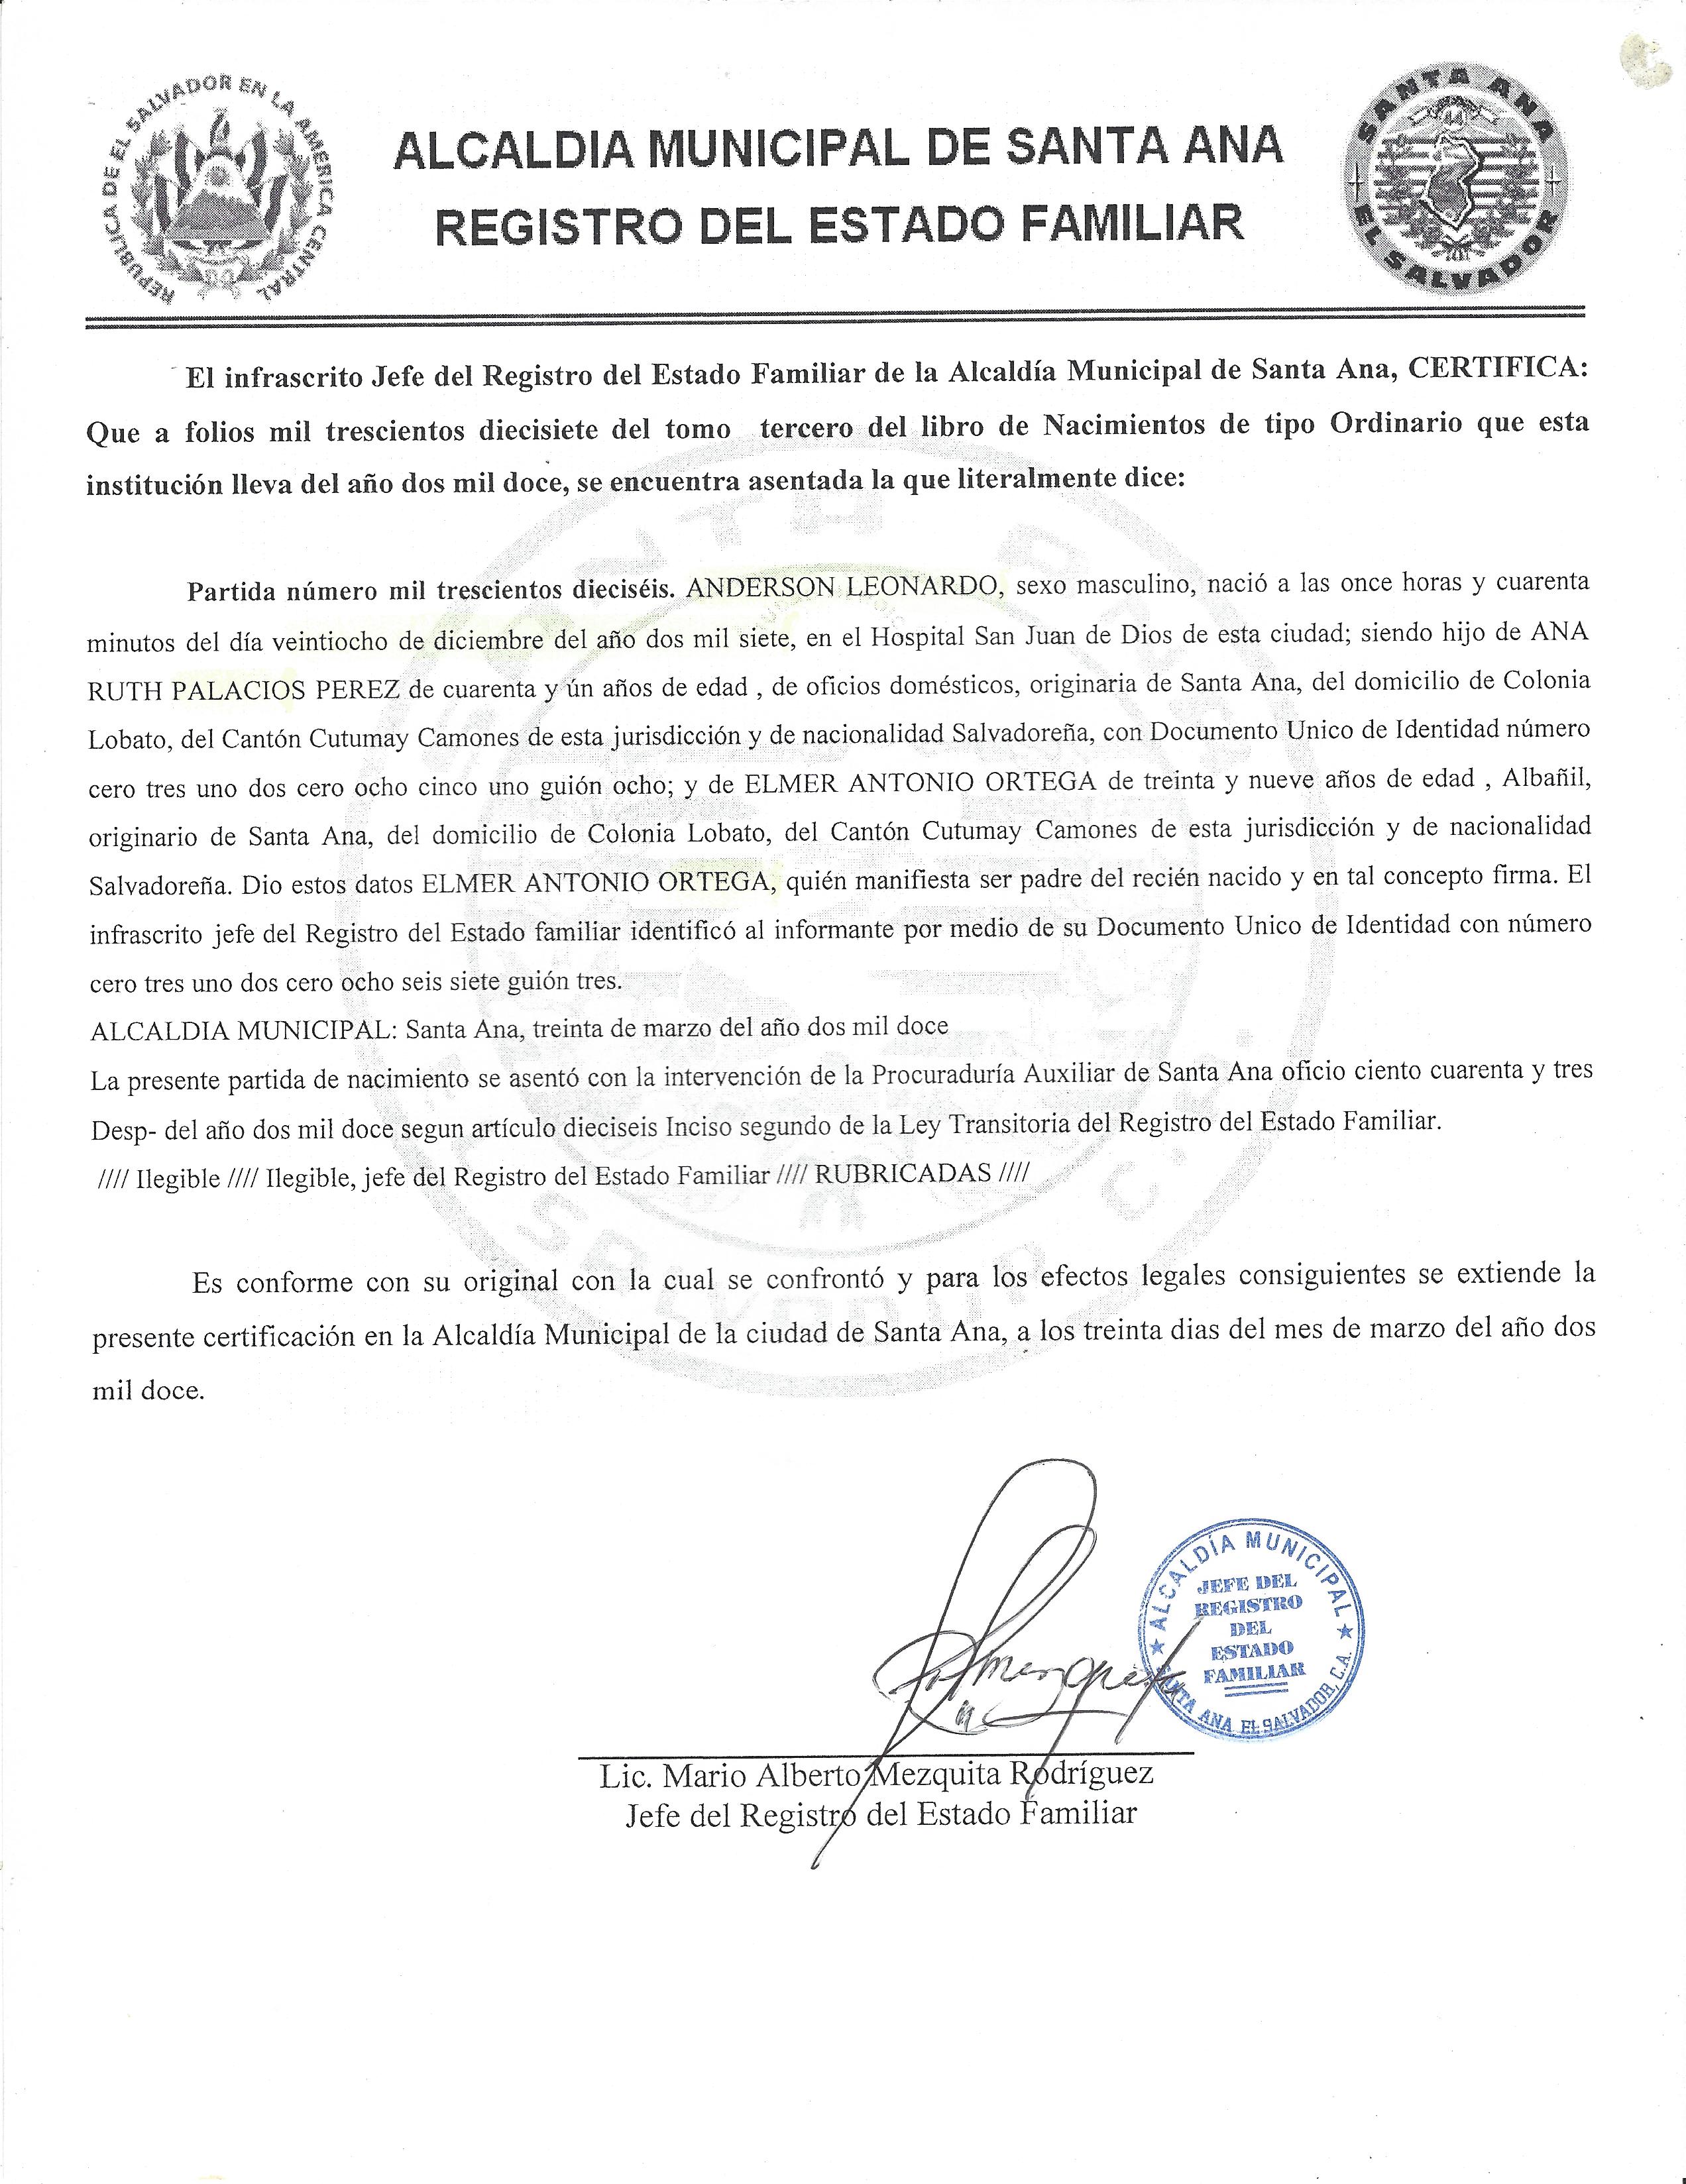 REPUBLICA DE EL SALVADOR EN LA AMERICA CENTRAL
ALCALDIA MUNICIPAL DE SANTA ANA
REGISTRO DEL ESTADO FAMILIAR
SANTA ANA
EL SALVADOR
El infrascrito Jefe del Registro del Estado Familiar de la Alcaldía Municipal de Santa Ana, CERTIFICA:
Que a folios mil trescientos diecisiete del tomo tercero del libro de Nacimientos de tipo Ordinario que esta
institución lleva del año dos mil doce, se encuentra asentada la que literalmente dice:
Partida número mil trescientos dieciséis. ANDERSON LEONARDO, sexo masculino, nació a las once horas y cuarenta
minutos del día veintiocho de diciembre del año dos mil siete, en el Hospital San Juan de Dios de esta ciudad; siendo hijo de ANA
RUTH PALACIOS PEREZ de cuarenta y ún años de edad , de oficios domésticos, originaria de Santa Ana, del domicilio de Colonia
Lobato, del Cantón Cutumay Camones de esta jurisdicción y de nacionalidad Salvadoreña, con Documento Unico de Identidad número
cero tres uno dos cero ocho cinco uno guión ocho; y de ELMER ANTONIO ORTEGA de treinta y nueve años de edad , Albañil,
originario de Santa Ana, del domicilio de Colonia Lobato, del Cantón Cutumay Camones de esta jurisdicción y de nacionalidad
Salvadoreña. Dio estos datos ELMER ANTONIO ORTEGA, quién manifiesta ser padre del recién nacido y en tal concepto firma. El
infrascrito jefe del Registro del Estado familiar identificó al informante por medio de su Documento Unico de Identidad con número
cero tres uno dos cero ocho seis siete guión tres.
ALCALDIA MUNICIPAL: Santa Ana, treinta de marzo del año dos mil doce
La presente partida de nacimiento se asentó con la intervención de la Procuraduría Auxiliar de Santa Ana oficio ciento cuarenta y tres
Desp- del año dos mil doce segun artículo dieciseis Inciso segundo de la Ley Transitoria del Registro del Estado Familiar.
//// Ilegible //// Ilegible, jefe del Registro del Estado Familiar //// RUBRICADAS ////
Es conforme con su original con la cual se confrontó y para los efectos legales consiguientes se extiende la
presente certificación en la Alcaldía Municipal de la ciudad de Santa Ana, a los treinta dias del mes de marzo del año dos
mil doce.
ALCALDÍA MUNICIPAL
JEFE DEL
REGISTRO
DEL
ESTADO
FAMILIAR
SANTA ANA EL SALVADOR, C.A.
Lic. Mario Alberto Mezquita Rodríguez
Jefe del Registro del Estado Familiar